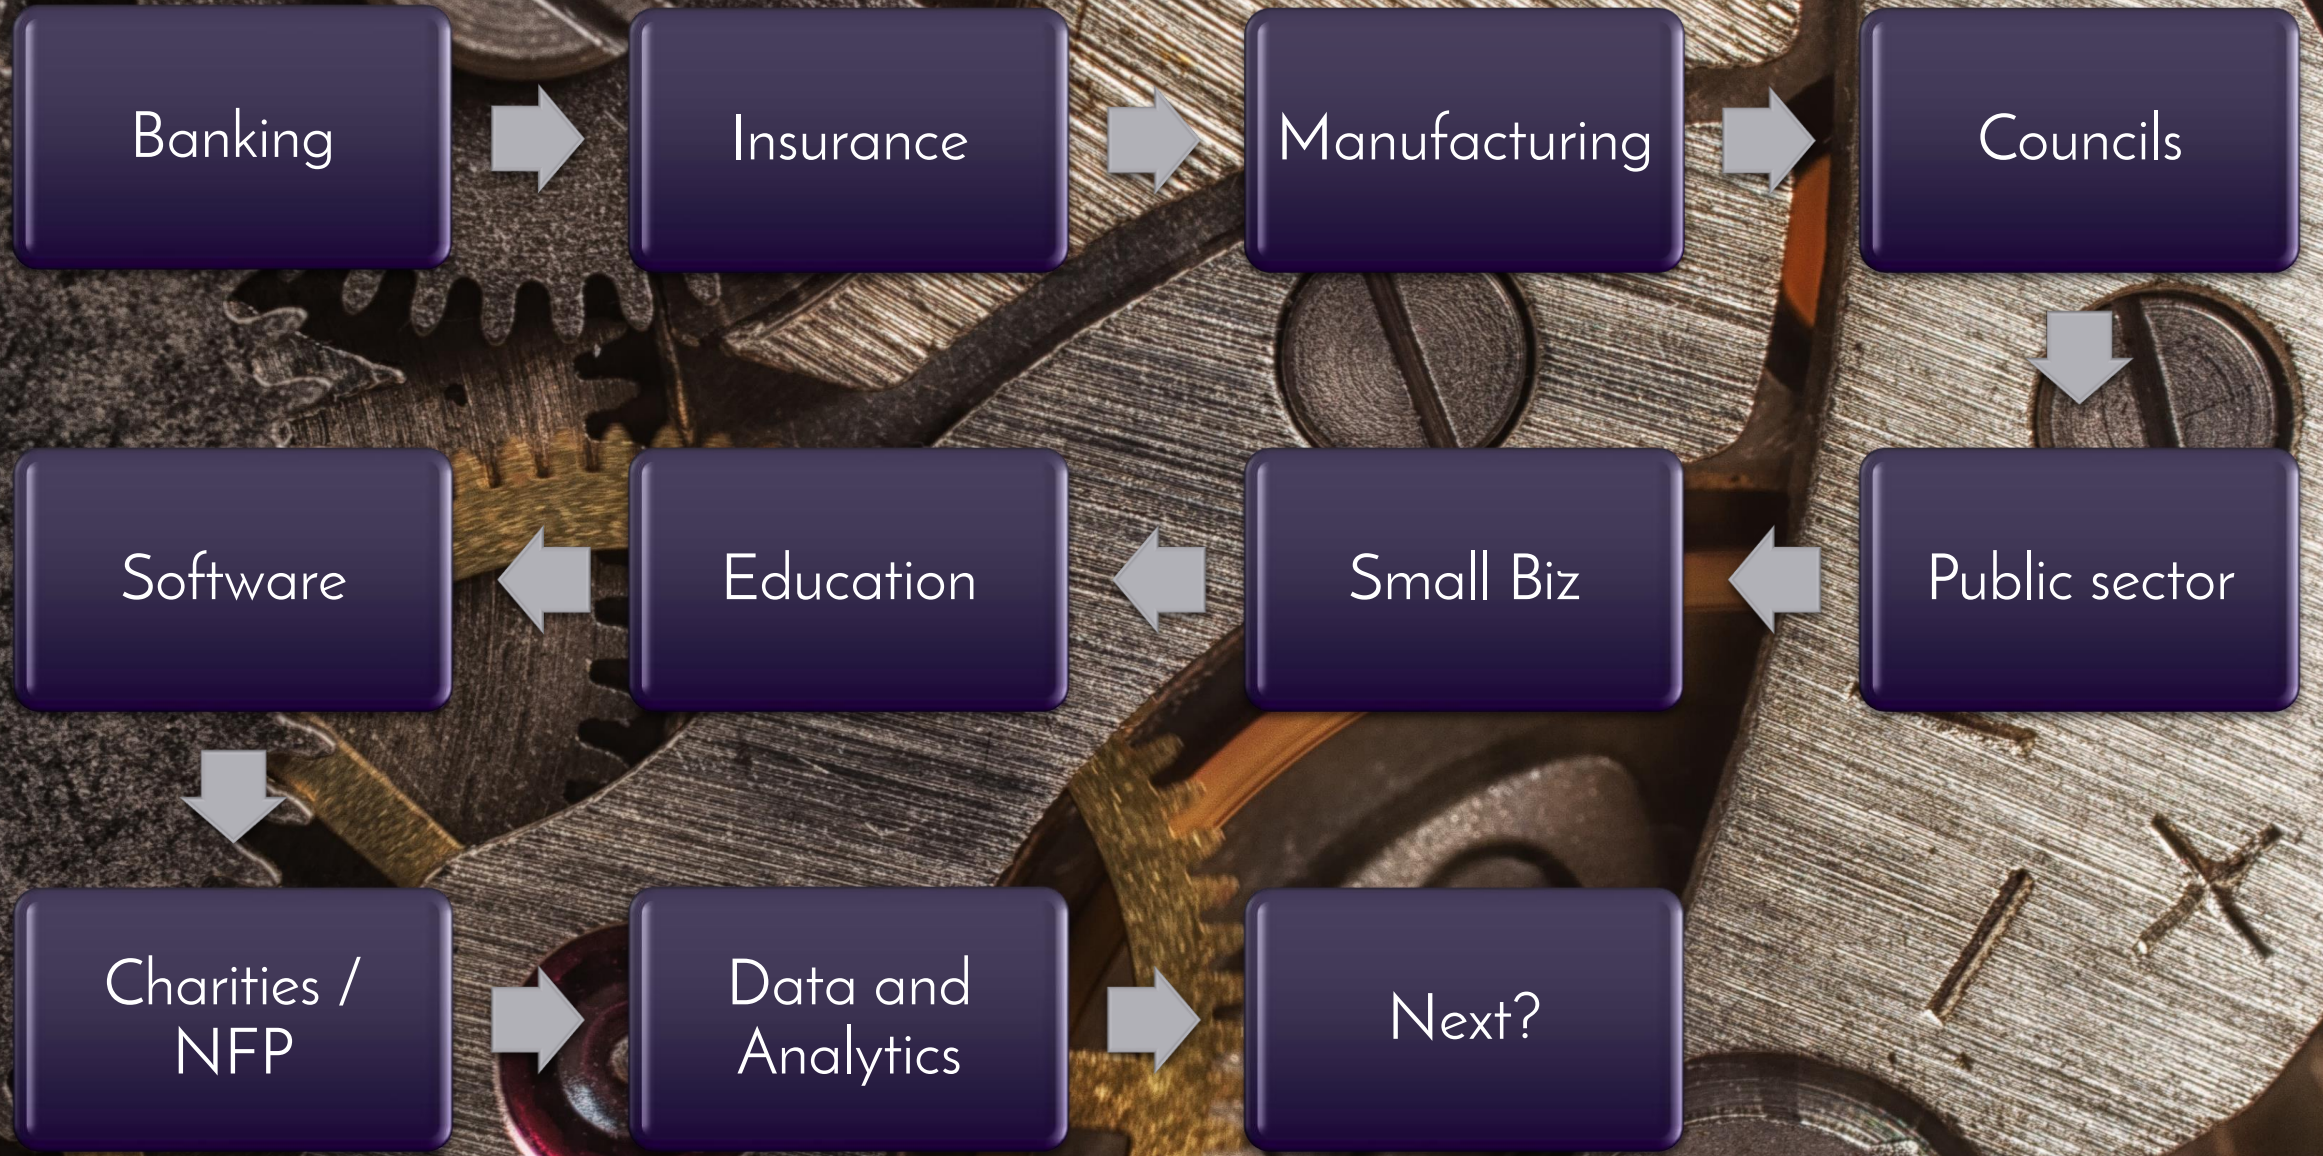 Banking
Insurance
Manufacturing
Councils
Public sector
Small Biz
Education
Software
Charities /
NFP
Data and
Analytics
Next?